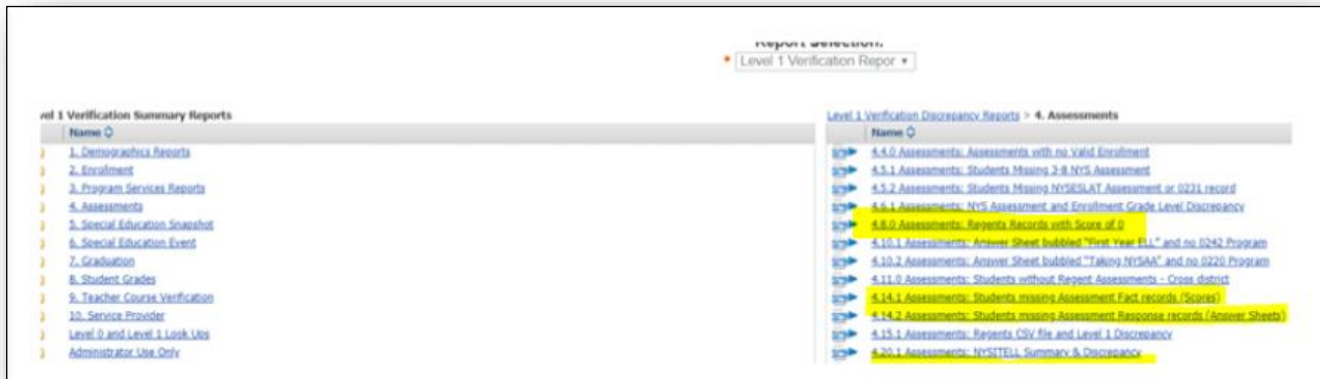 Report Selection:
* Level 1 Verification Repor
vel 1 Verification Summary Reports
Name
1. Demographics Reports
2. Enrollment
3. Program Services Reports
4. Assessments
5. Special Education Snapshot
6. Special Education Event
7. Graduation
8. Student Grades
9. Teacher Course Verification
10. Service Provider
Level 0 and Level 1 Look Ups
Administrator Use Only
Level 1 Verification Discrepancy Reports > 4. Assessments
Name
4.4.0 Assessments: Assessments with no Valid Enrollment
4.5.1 Assessments: Students Missing 3-8 NYS Assessment
4.5.2 Assessments: Students Missing NYSESLAT Assessment or 0231 record
4.6.1 Assessments: NYS Assessment and Enrollment Grade Level Discrepancy
4.8.0 Assessments: Regents Records with Score of 0
4.10.1 Assessments: Answer Sheet bubbled "First Year ELL" and no 0242 Program
4.10.2 Assessments: Answer Sheet bubbled "Taking NYSAA" and no 0220 Program
4.11.0 Assessments: Students without Regent Assessments - Cross district
4.14.1 Assessments: Students missing Assessment Fact records (Scores)
4.14.2 Assessments: Students missing Assessment Response records (Answer Sheets)
4.15.1 Assessments: Regents CSV file and Level 1 Discrepancy
4.20.1 Assessments: NYSITELL Summary & Discrepancy